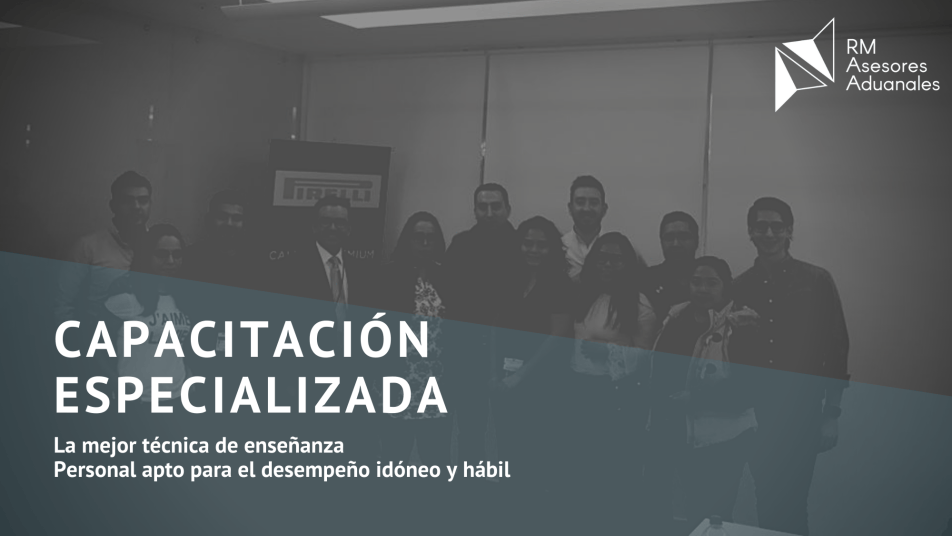 RM
Asesores
Aduanales
PIRELLI
CAPACITACIÓN
ESPECIALIZADA
La mejor técnica de enseñanza
Personal apto para el desempeño idóneo y hábil